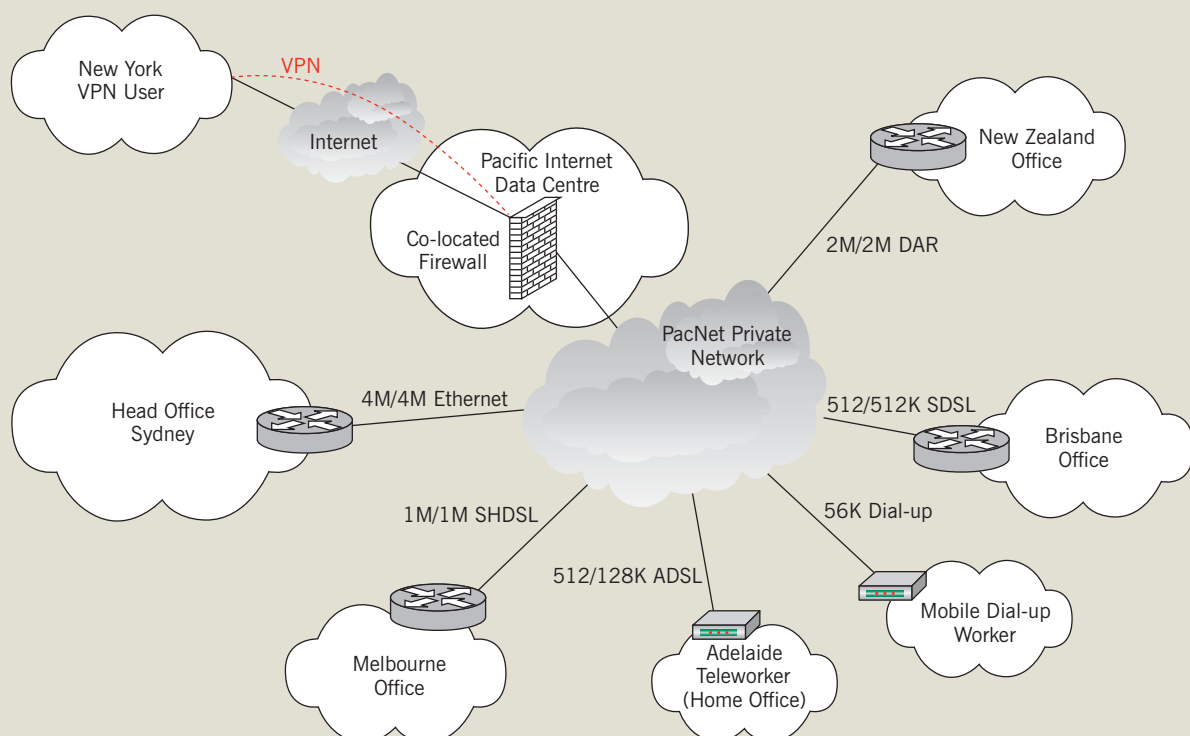 New York
VPN User
VPN
Internet
Pacific Internet
Data Centre
Co-located
Firewall
New Zealand
Office
2M/2M DAR
PacNet Private
Network
Head Office
Sydney
4M/4M Ethernet
512/512K SDSL
Brisbane
Office
1M/1M SHDSL
56K Dial-up
512/128K ADSL
Melbourne
Office
Adelaide
Teleworker
(Home Office)
Mobile Dial-up
Worker